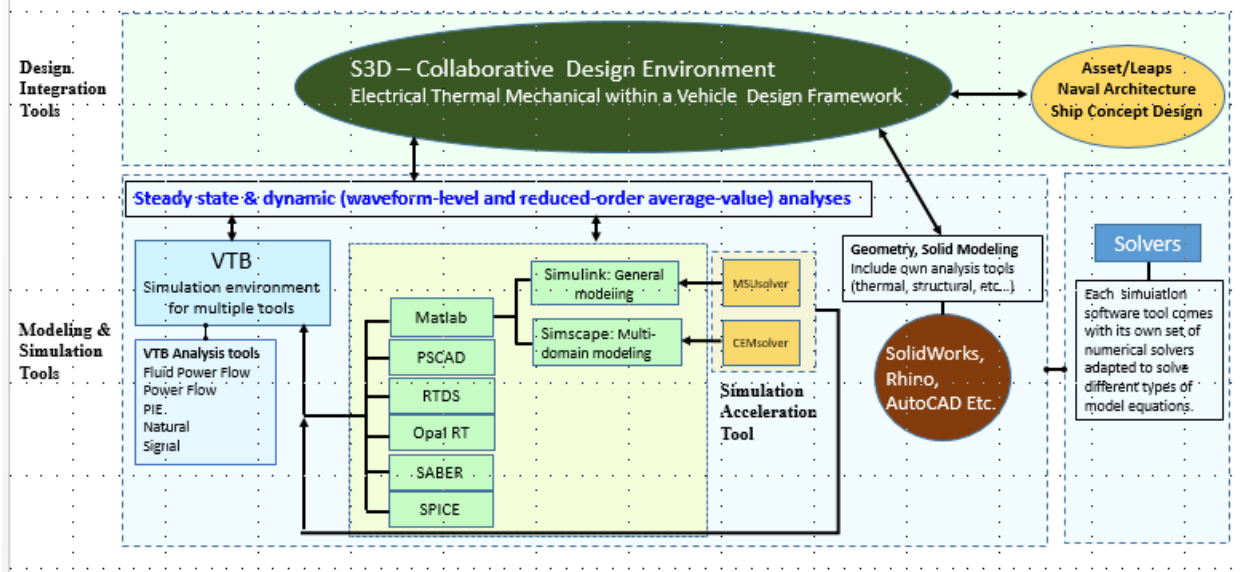 Design.
Integration
Tools
S3D – Collaborative Design Environment
Electrical Thermal Mechanical within a Vehicle Design Framework
Asset/Leaps
Naval Architecture
Ship Concept Design
Steady state & dynamic (waveform-level and reduced-order average-value) analyses
Modeling &
Simulation
Tools
VTB
Simulation environment
for multiple tools
VTB Analysis tools
Fluid Power Flow
Power Flow
PIE.
Natural
Signal
Matlab
PSCAD
RTDS
Opal RT
SABER
SPICE
Simulink: General
modeling
Simscape: Multi-
domain modeling
MSUsolver
CEMsolver
Simulation
Acceleration
Tool
Geometry, Solid Modeling
Include own analysis tools
(thermal, structural, etc...)
SolidWorks,
Rhino,
AutoCAD Etc.
Solvers
Each simulation
software tool comes
with its own set of
numerical solvers
adapted to solve
different types of
model equations.